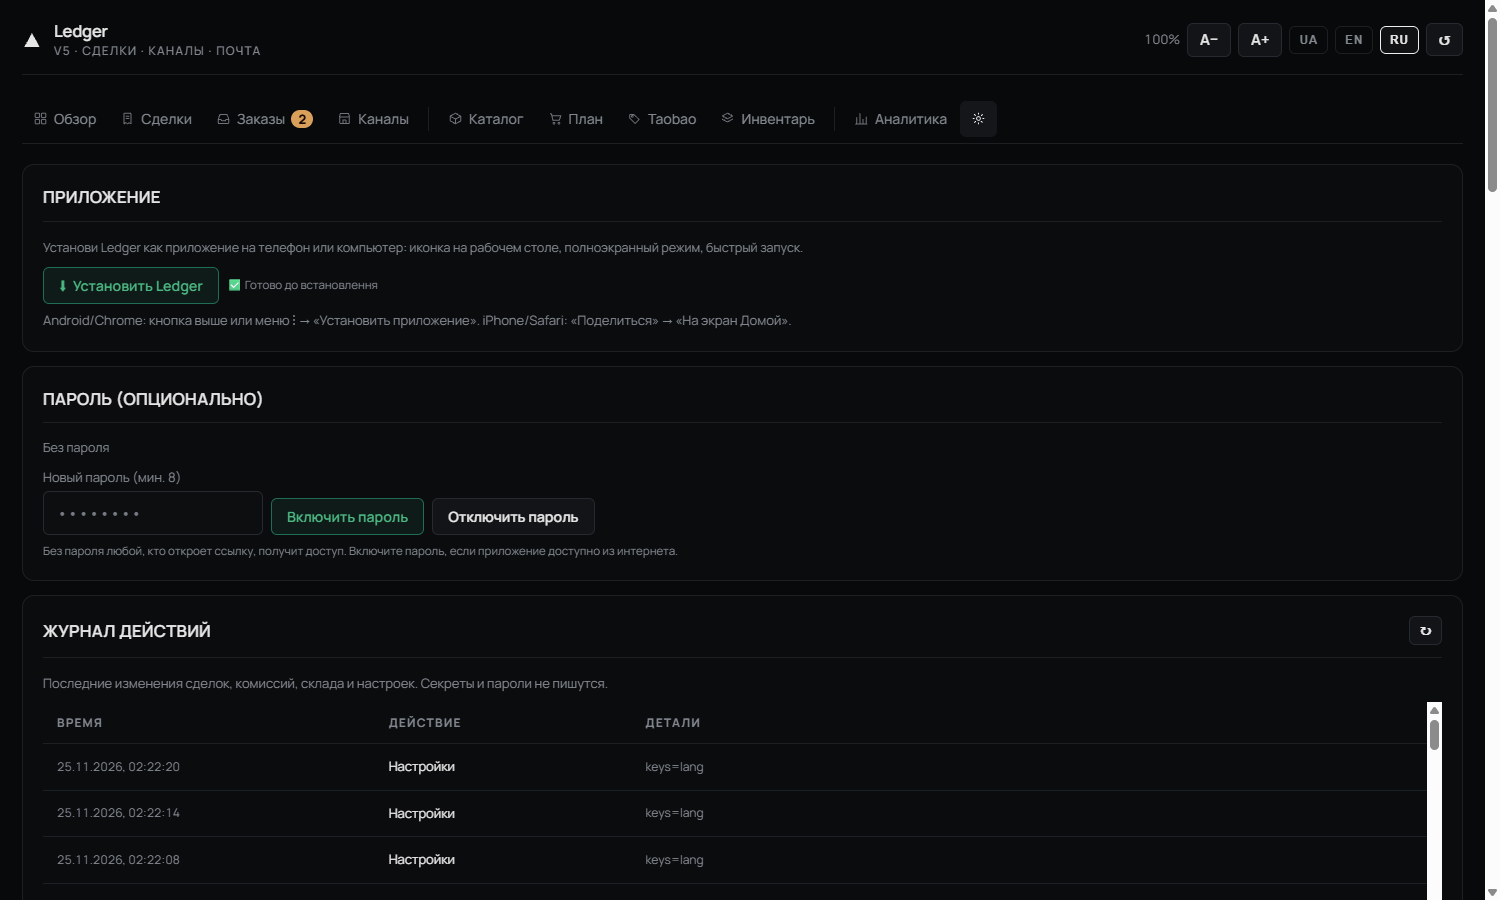 Ledger
V5 · СДЕЛКИ · КАНАЛЫ · ПОЧТА
100% A− A+ UA EN RU ↺
Обзор Сделки Заказы 2 Каналы Каталог План Taobao Инвентарь Аналитика
ПРИЛОЖЕНИЕ
Установи Ledger как приложение на телефон или компьютер: иконка на рабочем столе, полноэкранный режим, быстрый запуск.
⬇ Установить Ledger ✅ Готово до встановлення
Android/Chrome: кнопка выше или меню ⋮ → «Установить приложение». iPhone/Safari: «Поделиться» → «На экран Домой».
ПАРОЛЬ (ОПЦИОНАЛЬНО)
Без пароля
Новый пароль (мин. 8)
•••••••• Включить пароль Отключить пароль
Без пароля любой, кто откроет ссылку, получит доступ. Включите пароль, если приложение доступно из интернета.
ЖУРНАЛ ДЕЙСТВИЙ ↻
Последние изменения сделок, комиссий, склада и настроек. Секреты и пароли не пишутся.
ВРЕМЯ ДЕЙСТВИЕ ДЕТАЛИ
25.11.2026, 02:22:20 Настройки keys=lang
25.11.2026, 02:22:14 Настройки keys=lang
25.11.2026, 02:22:08 Настройки keys=lang